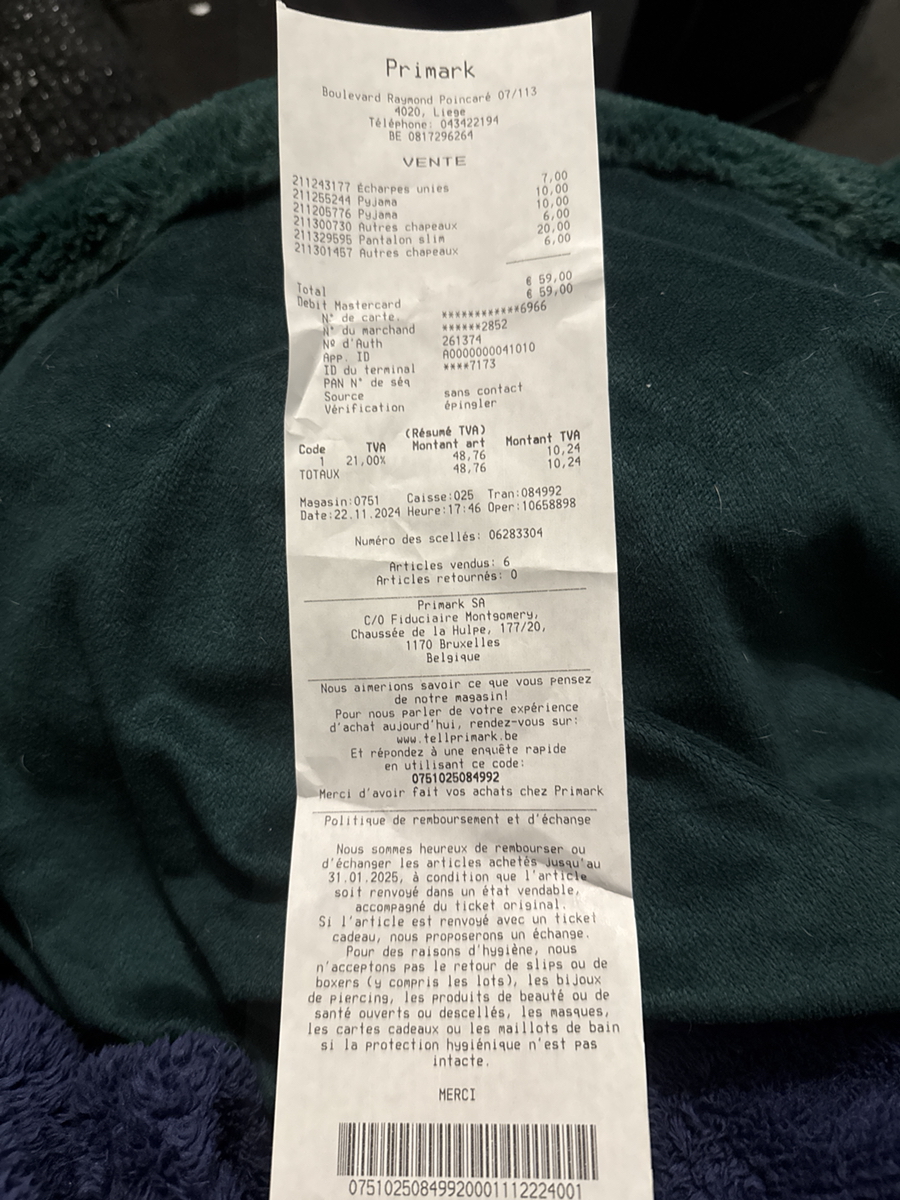 Primark
Boulevard Raymond Poincaré 07/113
4020, Liege
Téléphone: 043422194
BE 0817296264
VENTE
211243177 Écharpes unies 7,00
211255244 Pyjama 10,00
211205776 Pyjama 10,00
211300730 Autres chapeaux 6,00
211329595 Pantalon slim 20,00
211301457 Autres chapeaux 6,00
Total € 59,00
Debit Mastercard € 59,00
N° de carte. ************6966
N° du marchand ******2852
Nº d'Auth 261374
App. ID A0000000041010
ID du terminal ****7173
PAN N° de séq
Source sans contact
Vérification épingler
(Résumé TVA)
Code TVA Montant art Montant TVA
1 21,00% 48,76 10,24
TOTAUX 48,76 10,24
Magasin:0751 Caisse:025 Tran:084992
Date:22.11.2024 Heure:17:46 Oper:10658898
Numéro des scellés: 06283304
Articles vendus: 6
Articles retournés: 0
Primark SA
C/O Fiduciaire Montgomery,
Chaussée de la Hulpe, 177/20,
1170 Bruxelles
Belgique
Nous aimerions savoir ce que vous pensez
de notre magasin!
Pour nous parler de votre expérience
d'achat aujourd'hui, rendez-vous sur:
www.tellprimark.be
Et répondez à une enquête rapide
en utilisant ce code:
0751025084992
Merci d'avoir fait vos achats chez Primark
Politique de remboursement et d'échange
Nous sommes heureux de rembourser ou
d'échanger les articles achetés jusqu'au
31.01.2025, à condition que l'article
soit renvoyé dans un état vendable,
accompagné du ticket original.
Si l'article est renvoyé avec un ticket
cadeau, nous proposerons un échange.
Pour des raisons d'hygiène, nous
n'acceptons pas le retour de slips ou de
boxers (y compris les lots), les bijoux
de piercing, les produits de beauté ou de
santé ouverts ou descellés, les masques,
les cartes cadeaux ou les maillots de bain
si la protection hygiénique n'est pas
intacte.
MERCI
07510250849920001112224001